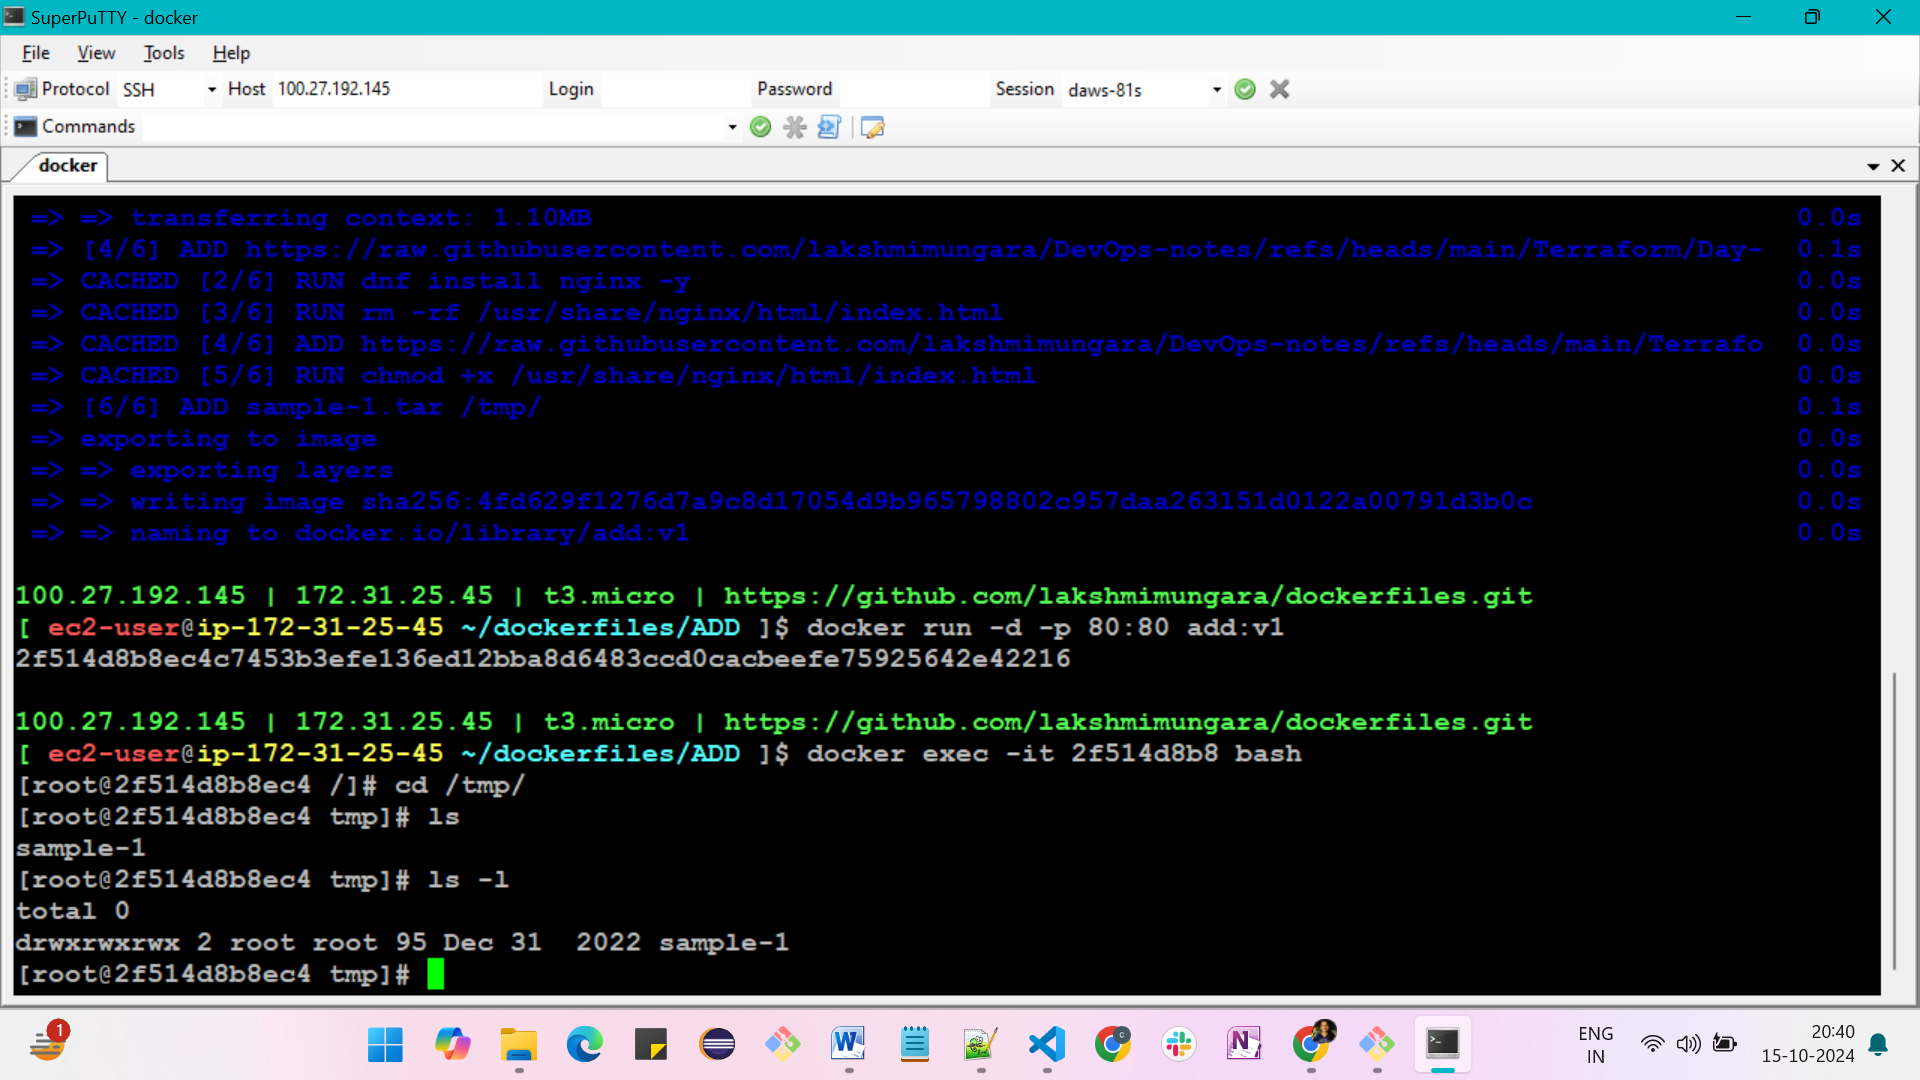 SuperPuTTY - docker
File View Tools Help
Protocol SSH Host 100.27.192.145 Login Password Session daws-81s
Commands
docker
=> => transferring context: 1.10MB 0.0s
=> [4/6] ADD https://raw.githubusercontent.com/lakshmimungara/DevOps-notes/refs/heads/main/Terraform/Day- 0.1s
=> CACHED [2/6] RUN dnf install nginx -y 0.0s
=> CACHED [3/6] RUN rm -rf /usr/share/nginx/html/index.html 0.0s
=> CACHED [4/6] ADD https://raw.githubusercontent.com/lakshmimungara/DevOps-notes/refs/heads/main/Terrafo 0.0s
=> CACHED [5/6] RUN chmod +x /usr/share/nginx/html/index.html 0.0s
=> [6/6] ADD sample-1.tar /tmp/ 0.1s
=> exporting to image 0.0s
=> => exporting layers 0.0s
=> => writing image sha256:4fd629f1276d7a9c8d17054d9b965798802c957daa263151d0122a00791d3b0c 0.0s
=> => naming to docker.io/library/add:v1 0.0s
100.27.192.145 | 172.31.25.45 | t3.micro | https://github.com/lakshmimungara/dockerfiles.git
[ ec2-user@ip-172-31-25-45 ~/dockerfiles/ADD ]$ docker run -d -p 80:80 add:v1
2f514d8b8ec4c7453b3efe136ed12bba8d6483ccd0cacbeefe75925642e42216
100.27.192.145 | 172.31.25.45 | t3.micro | https://github.com/lakshmimungara/dockerfiles.git
[ ec2-user@ip-172-31-25-45 ~/dockerfiles/ADD ]$ docker exec -it 2f514d8b8 bash
[root@2f514d8b8ec4 /]# cd /tmp/
[root@2f514d8b8ec4 tmp]# ls
sample-1
[root@2f514d8b8ec4 tmp]# ls -l
total 0
drwxrwxrwx 2 root root 95 Dec 31  2022 sample-1
[root@2f514d8b8ec4 tmp]#
1
ENG
IN
20:40
15-10-2024